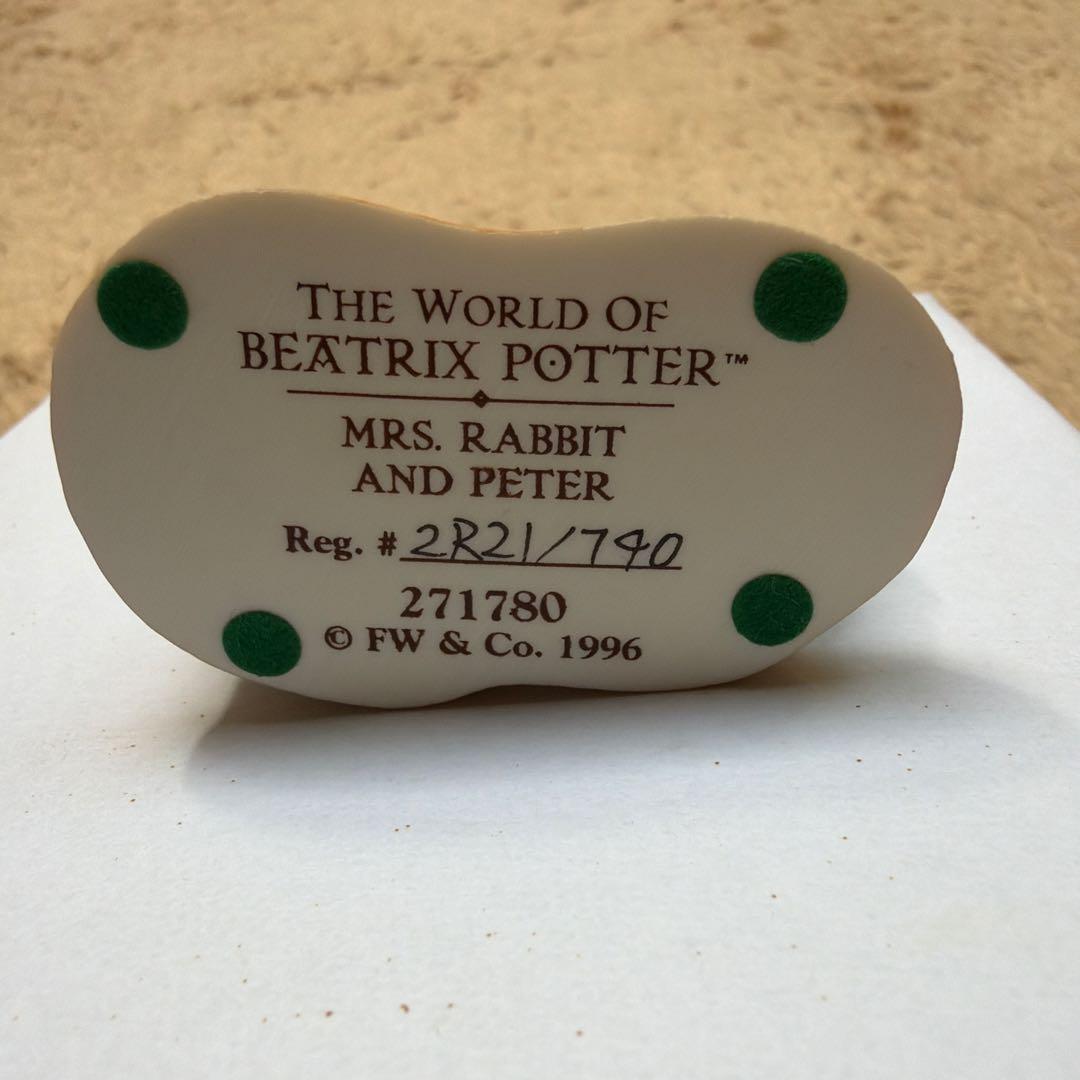 THE WORLD OF
BEATRIX POTTER™
MRS. RABBIT
AND PETER
Reg. # 2R21/740
271780
© FW & Co. 1996